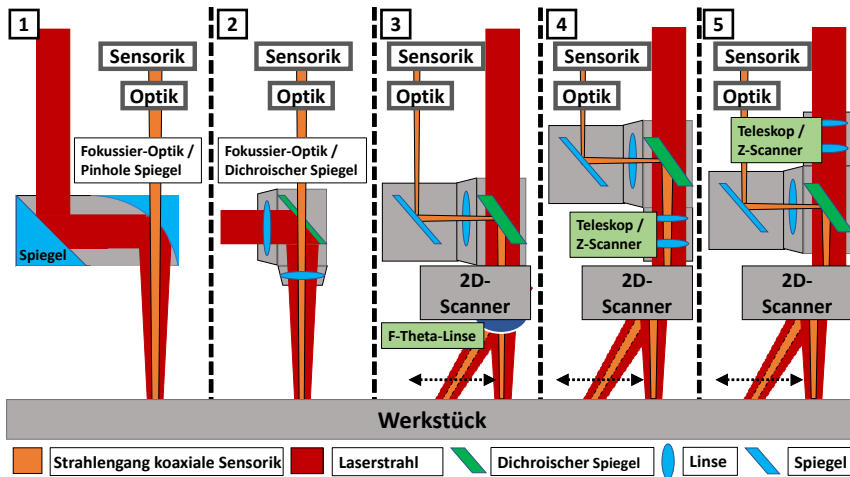 1
Sensorik
Optik
Fokussier-Optik /
Pinhole Spiegel
Spiegel
2
Sensorik
Optik
Fokussier-Optik /
Dichroischer Spiegel
3
Sensorik
Optik
2D-
Scanner
F-Theta-Linse
4
Sensorik
Optik
Teleskop /
Z-Scanner
2D-
Scanner
5
Sensorik
Optik
Teleskop /
Z-Scanner
2D-
Scanner
Werkstück
Strahlengang koaxiale Sensorik
Laserstrahl
Dichroischer Spiegel
Linse
Spiegel